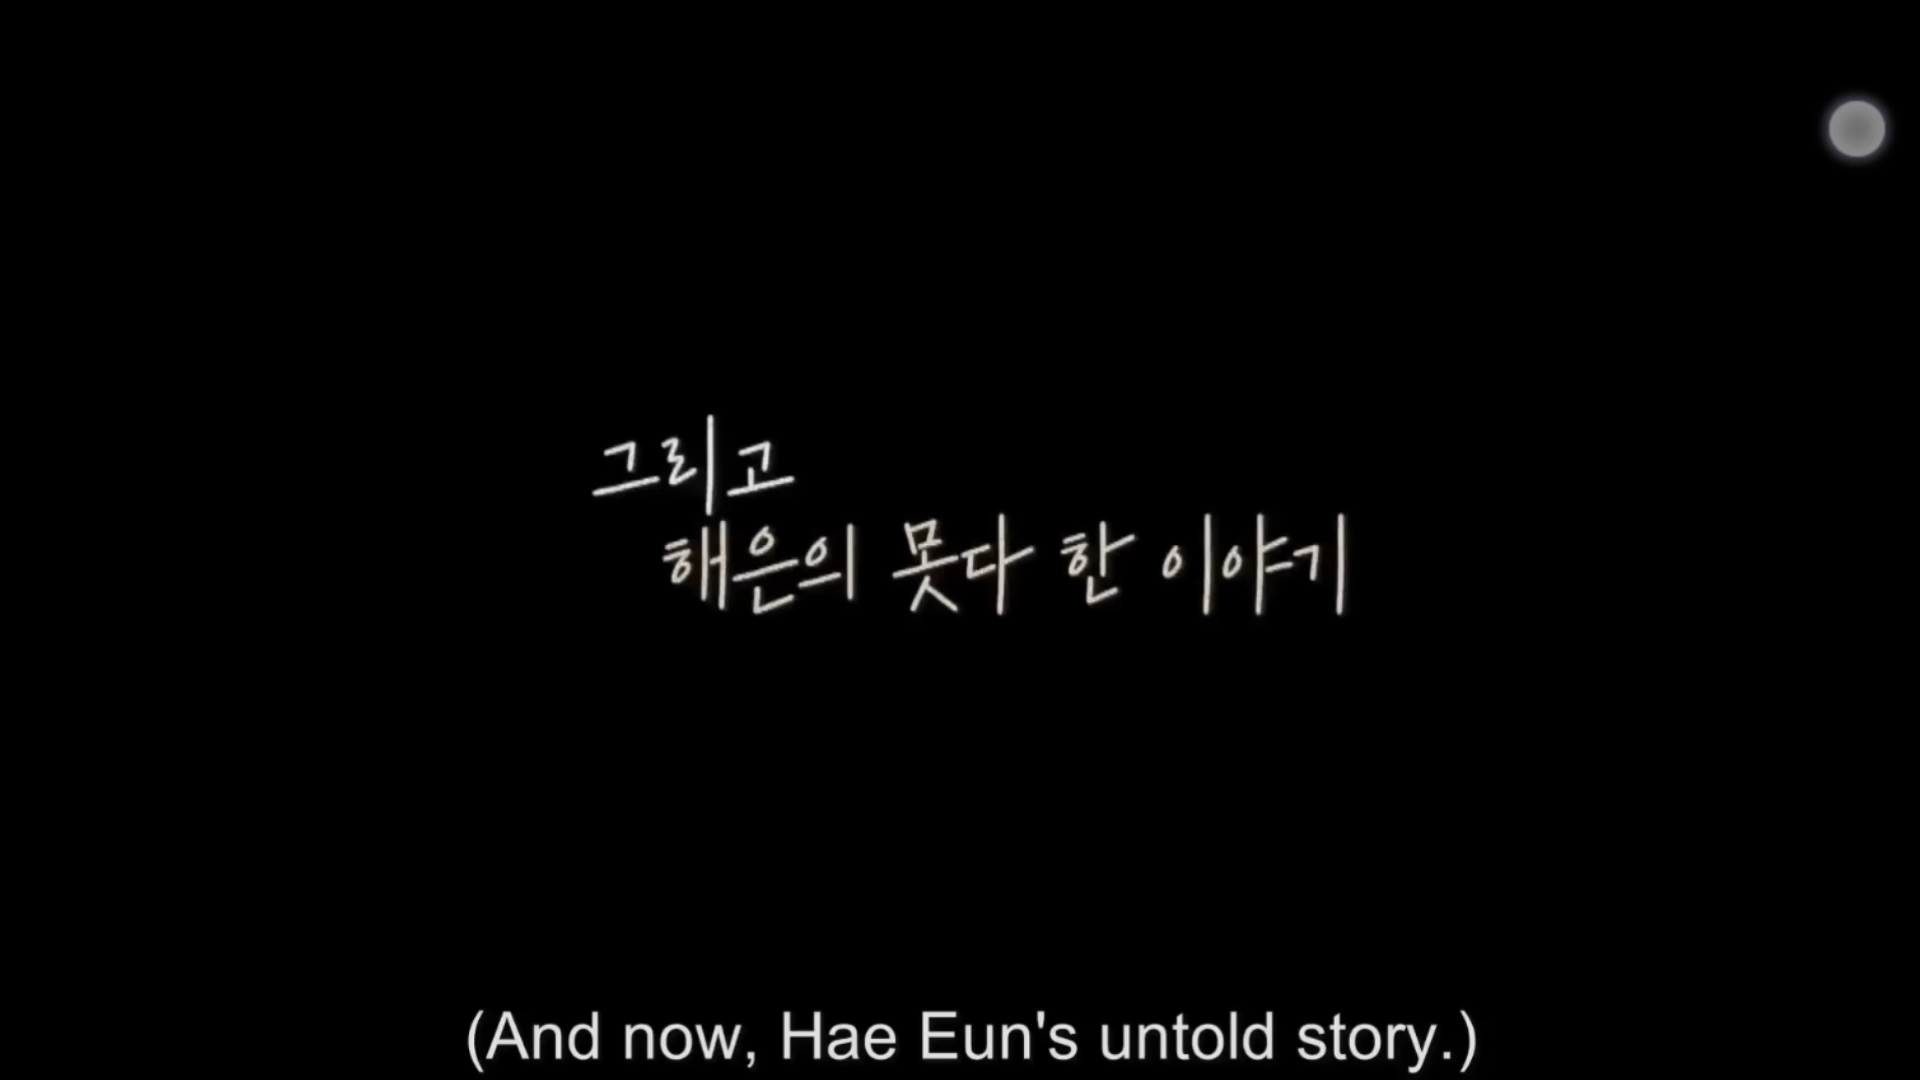 그리고
해은의 못다 한 이야기
(And now, Hae Eun's untold story.)